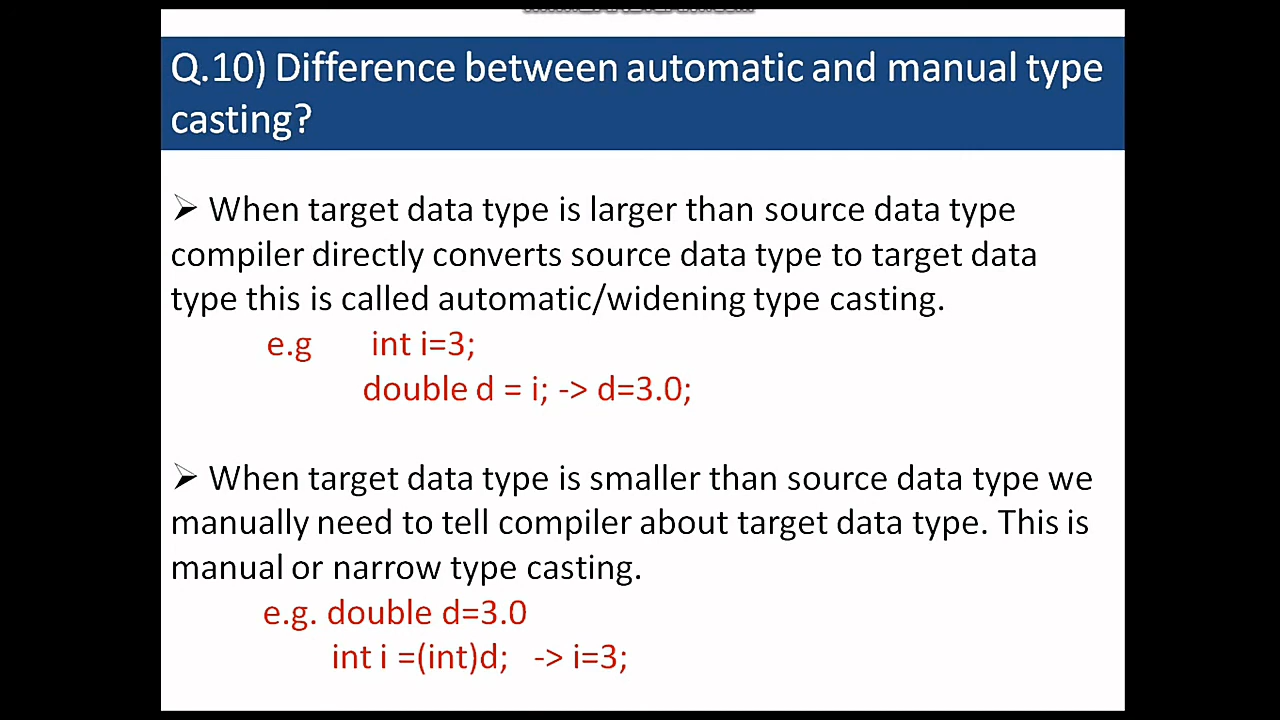 Q.10) Difference between automatic and manual type
casting?
➢ When target data type is larger than source data type
compiler directly converts source data type to target data
type this is called automatic/widening type casting.
e.g int i=3;
double d = i; -> d=3.0;
➢ When target data type is smaller than source data type we
manually need to tell compiler about target data type. This is
manual or narrow type casting.
e.g. double d=3.0
int i =(int)d; -> i=3;